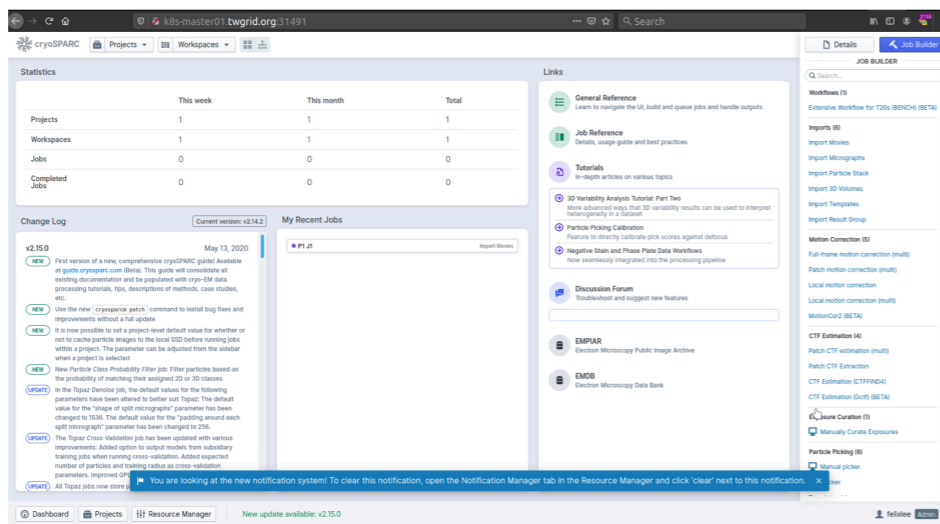 k8s-master01.twgrid.org:31491
Search
cryoSPARC
Projects
Workspaces
Details
Job Builder
Statistics
This week
This month
Total
Projects
1
1
1
Workspaces
1
1
1
Jobs
0
0
0
Completed
Jobs
0
0
0
Links
General Reference
Learn to navigate the UI, build and queue jobs and handle outputs
Job Reference
Details, usage guide and best practices
Tutorials
In-depth articles on various topics
3D Variability Analysis Tutorial: Part Two
More advanced ways that 3D variability results can be used to interpret
heterogeneity in a dataset
Particle Picking Calibration
Feature to directly calibrate pick scores against defocus
Negative Stain and Phase Plate Data Workflows
Now seamlessly integrated into the processing pipeline
Discussion Forum
Troubleshoot and suggest new features
EMPIAR
Electron Microscopy Public Image Archive
EMDB
Electron Microscopy Data Bank
Change Log
Current version: v2.14.2
v2.15.0
May 13, 2020
NEW
First version of a new, comprehensive cryoSPARC guide! Available
at guide.cryosparc.com (Beta). This guide will consolidate all
existing documentation and be populated with cryo-EM data
processing tutorials, tips, descriptions of methods, case studies,
etc.
NEW
Use the new cryosparcm patch command to install bug fixes and
improvements without a full update
NEW
It is now possible to set a project-level default value for whether or
not to cache particle images to the local SSD before running jobs
within a project. The parameter can be adjusted from the sidebar
when a project is selected
NEW
New Particle Class Probability Filter job: Filter particles based on
the probability of matching their assigned 2D or 3D classes
UPDATE
In the Topaz Denoise job, the default values for the following
parameters have been altered to better suit Topaz: The default
value for the "shape of split micrographs" parameter has been
changed to 1536. The default value for the "padding around each
split micrograph" parameter has been changed to 256.
UPDATE
The Topaz Cross-Validation job has been updated with various
improvements: Added option to output models from subsidiary
training jobs when running cross-validation. Added expected
number of particles and training radius as cross-validation
parameters. Improved
UPDATE
All Topaz jobs now store
My Recent Jobs
P1 J1
Import Movies
JOB BUILDER
Search...
Workflows (1)
Extensive Workflow for T20s (BENCH) (BETA)
Imports (6)
Import Movies
Import Micrographs
Import Particle Stack
Import 3D Volumes
Import Templates
Import Result Group
Motion Correction (5)
Full-frame motion correction (multi)
Patch motion correction (multi)
Local motion correction
Local motion correction (multi)
MotionCor2 (BETA)
CTF Estimation (4)
Patch CTF estimation (multi)
Patch CTF Extraction
CTF Estimation (CTFFIND4)
CTF Estimation (Gctf) (BETA)
Exposure Curation (1)
Manually Curate Exposures
Particle Picking (6)
Manual picker
You are looking at the new notification system! To clear this notification, open the Notification Manager tab in the Resource Manager and click 'clear' next to this notification.
Dashboard
Projects
Resource Manager
New update available: v2.15.0
felixlee
Admin